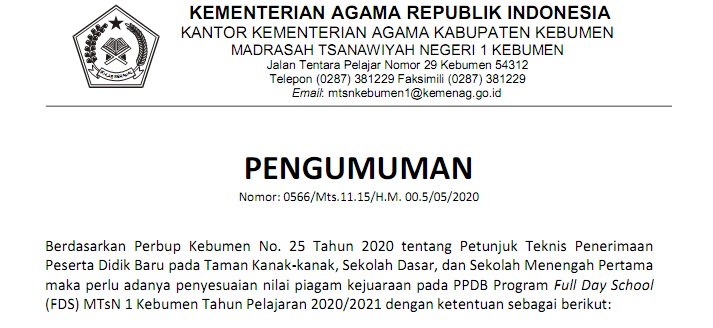 KEMENTERIAN AGAMA REPUBLIK INDONESIA
KANTOR KEMENTERIAN AGAMA KABUPATEN KEBUMEN
MADRASAH TSANAWIYAH NEGERI 1 KEBUMEN
Jalan Tentara Pelajar Nomor 29 Kebumen 54312
Telepon (0287) 381229 Faksimili (0287) 381229
Email: mtsnkebumen1@kemenag.go.id
PENGUMUMAN
Nomor: 0566/Mts.11.15/H.M. 00.5/05/2020
Berdasarkan Perbup Kebumen No. 25 Tahun 2020 tentang Petunjuk Teknis Penerimaan
Peserta Didik Baru pada Taman Kanak-kanak, Sekolah Dasar, dan Sekolah Menengah Pertama
maka perlu adanya penyesuaian nilai piagam kejuaraan pada PPDB Program Full Day School
(FDS) MTsN 1 Kebumen Tahun Pelajaran 2020/2021 dengan ketentuan sebagai berikut: